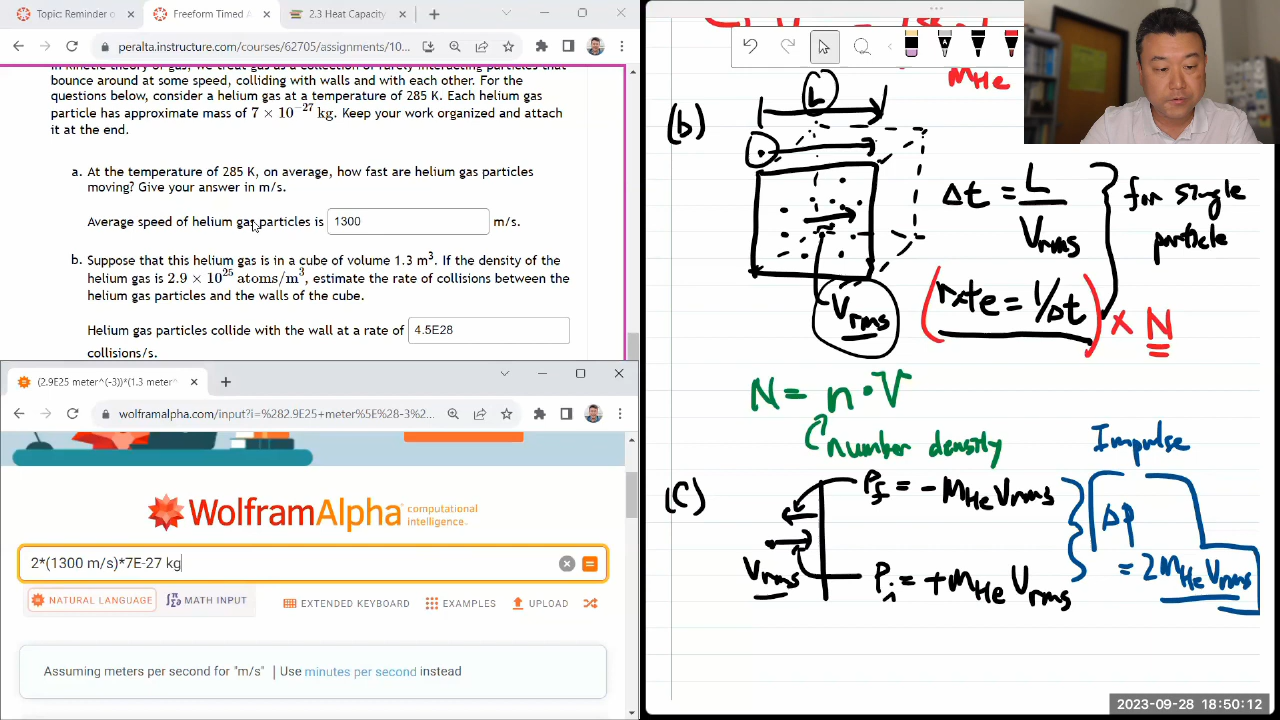 Topic: Reminder o
Freeform Timed A
2.3 Heat Capacit
peralta.instructure.com/courses/62709/assignments/10...
bounce around at some speed, colliding with walls and with each other. For the
questions below, consider a helium gas at a temperature of 285 K. Each helium gas
particle has approximate mass of 7 × 10⁻²⁷ kg. Keep your work organized and attach
it at the end.
a. At the temperature of 285 K, on average, how fast are the helium gas particles
moving? Give your answer in m/s.
Average speed of helium gas particles is 1300 m/s.
b. Suppose that this helium gas is in a cube of volume 1.3 m³. If the density of the
helium gas is 2.9 × 10²⁵ atoms/m³, estimate the rate of collisions between the
helium gas particles and the walls of the cube.
Helium gas particles collide with the wall at a rate of 4.5E28
collisions/s.
(2.9E25 meter^(-3))*(1.3 meter^
wolframalpha.com/input?i=%282.9E25+meter%5E%28-3%2...
WolframAlpha computational intelligence.
2*(1300 m/s)*7E-27 kg
NATURAL LANGUAGE
MATH INPUT
EXTENDED KEYBOARD
EXAMPLES
UPLOAD
Assuming meters per second for "m/s" | Use minutes per second instead
M_He
(b)
L
Δt = L/V_rms
for single
particle
(rate = 1/Δt) × N
V_rms
N = n·V
number density
Impulse
(C)
P_f = -M_He V_rms
V_rms
P_i = +M_He V_rms
Δp
= 2M_He V_rms
2023-09-28 18:50:12